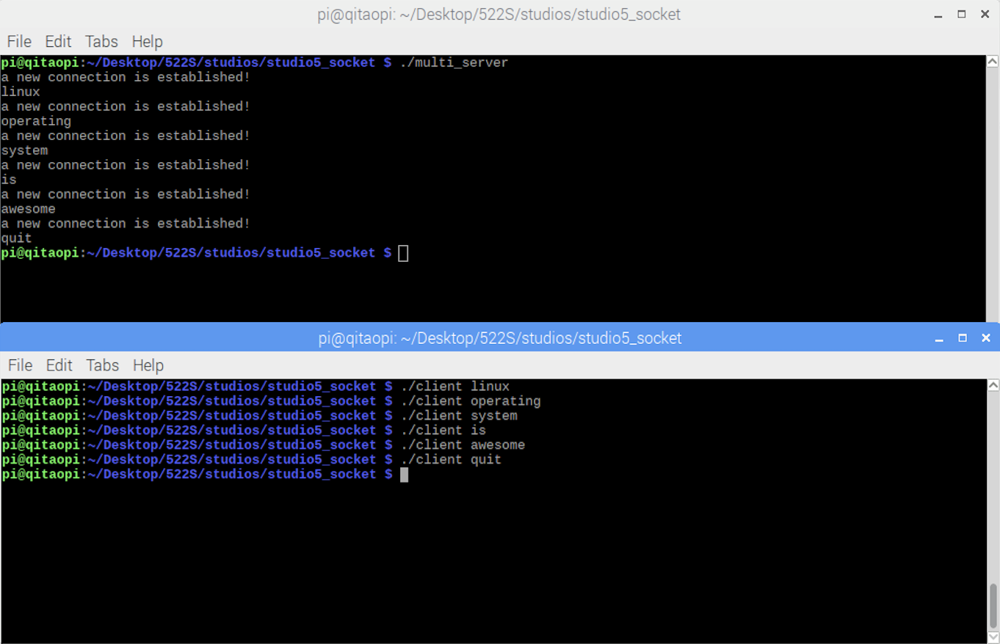 pi@qitaopi: ~/Desktop/522S/studios/studio5_socket
File Edit Tabs Help
pi@qitaopi:~/Desktop/522S/studios/studio5_socket $ ./multi_server
a new connection is established!
linux
a new connection is established!
operating
a new connection is established!
system
a new connection is established!
is
a new connection is established!
awesome
a new connection is established!
quit
pi@qitaopi:~/Desktop/522S/studios/studio5_socket $
pi@qitaopi: ~/Desktop/522S/studios/studio5_socket
File Edit Tabs Help
pi@qitaopi:~/Desktop/522S/studios/studio5_socket $ ./client linux
pi@qitaopi:~/Desktop/522S/studios/studio5_socket $ ./client operating
pi@qitaopi:~/Desktop/522S/studios/studio5_socket $ ./client system
pi@qitaopi:~/Desktop/522S/studios/studio5_socket $ ./client is
pi@qitaopi:~/Desktop/522S/studios/studio5_socket $ ./client awesome
pi@qitaopi:~/Desktop/522S/studios/studio5_socket $ ./client quit
pi@qitaopi:~/Desktop/522S/studios/studio5_socket $